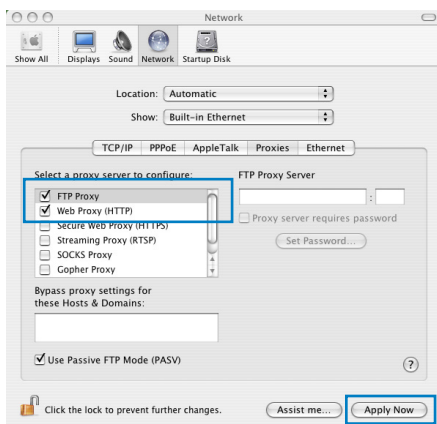 Network
Show All Displays Sound Network Startup Disk
Location: Automatic
Show: Built-in Ethernet
TCP/IP PPPoE AppleTalk Proxies Ethernet
Select a proxy server to configure: FTP Proxy Server
FTP Proxy
:
Web Proxy (HTTP)
Proxy server requires password
Secure Web Proxy (HTTPS)
Streaming Proxy (RTSP) Set Password...
SOCKS Proxy
Gopher Proxy
Bypass proxy settings for
these Hosts & Domains:
Use Passive FTP Mode (PASV) ?
Click the lock to prevent further changes. Assist me... Apply Now